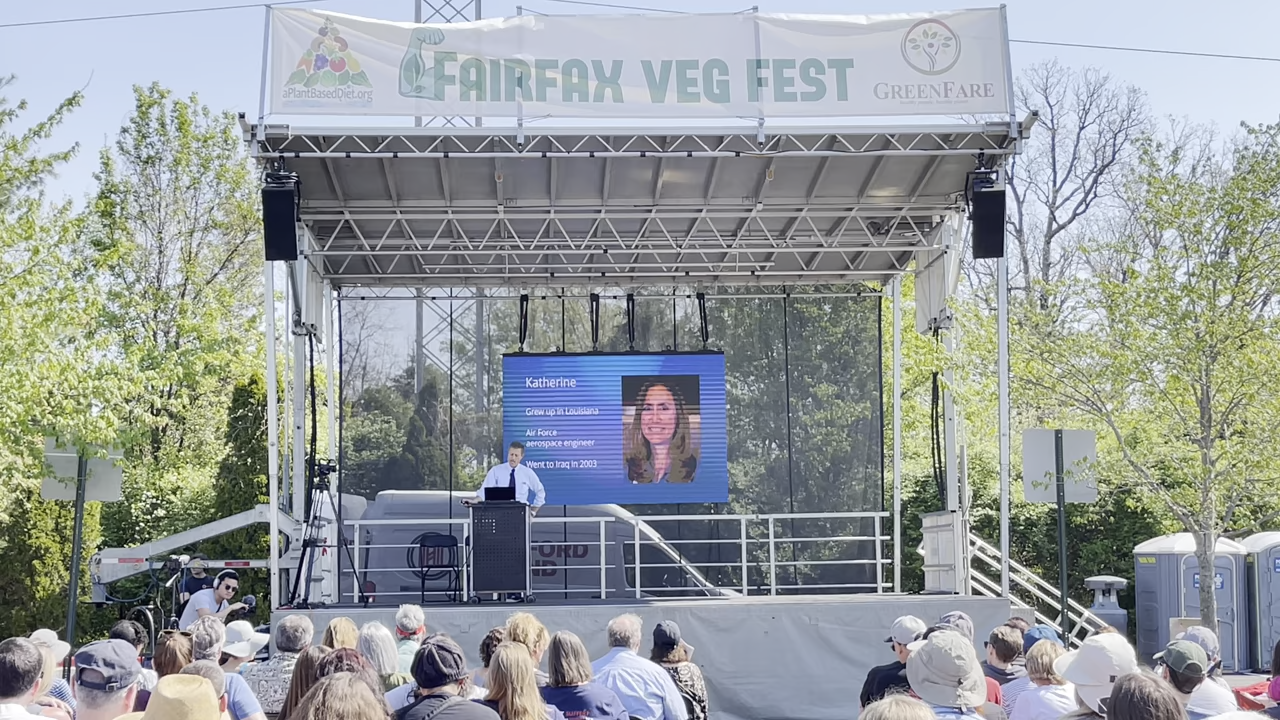 aPlantBasedDiet.org
FAIRFAX VEG FEST
GREENFARE
Katherine
Grew up in Louisiana
Air Force
aerospace engineer
Went to Iraq in 2003